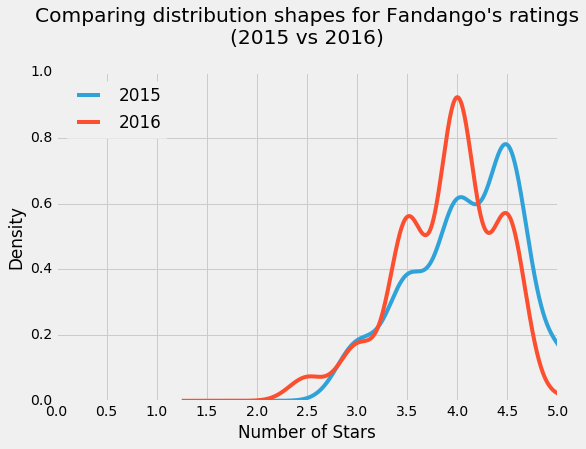 Comparing distribution shapes for Fandango's ratings
(2015 vs 2016)
1.0
2015
2016
0.8
0.6
Density
0.4
0.2
0.0
0.0 0.5 1.0 1.5 2.0 2.5 3.0 3.5 4.0 4.5 5.0
Number of Stars